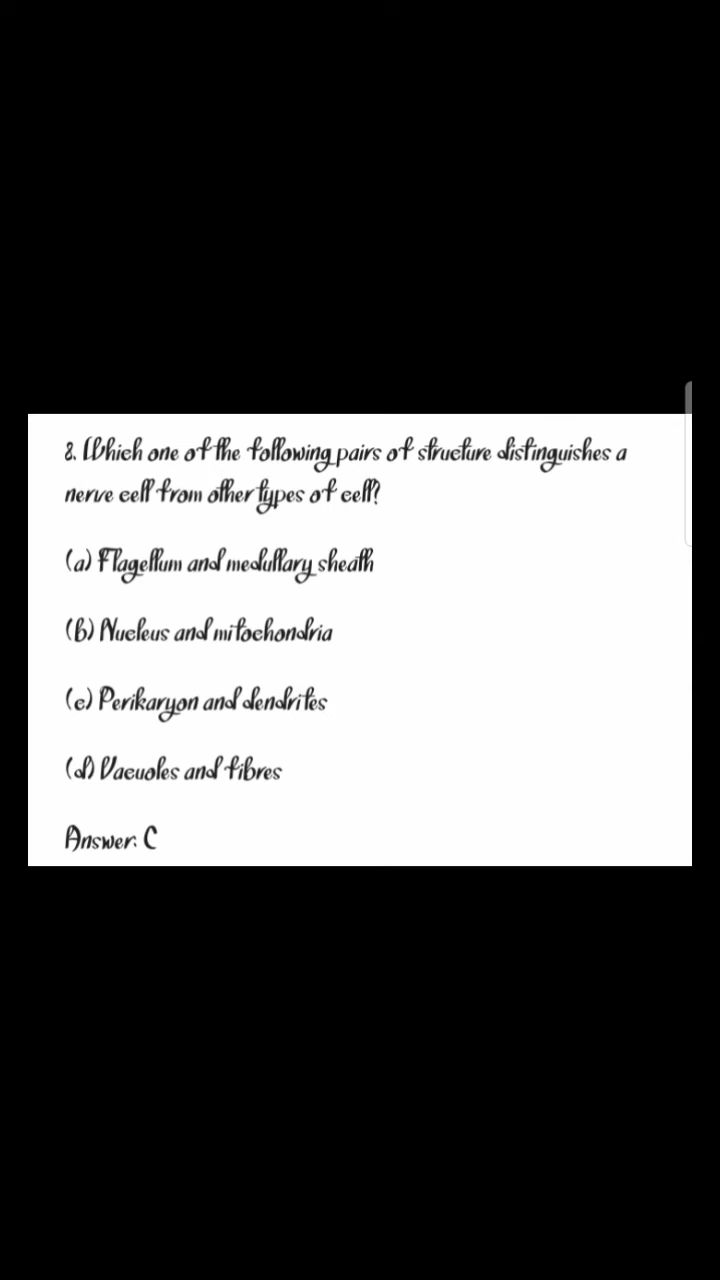 8. Which one of the following pairs of structure distinguishes a
nerve cell from other types of cell?
(a) Flagellum and medullary sheath
(b) Nucleus and mitochondria
(c) Perikaryon and dendrites
(d) Vacuoles and fibres
Answer: C